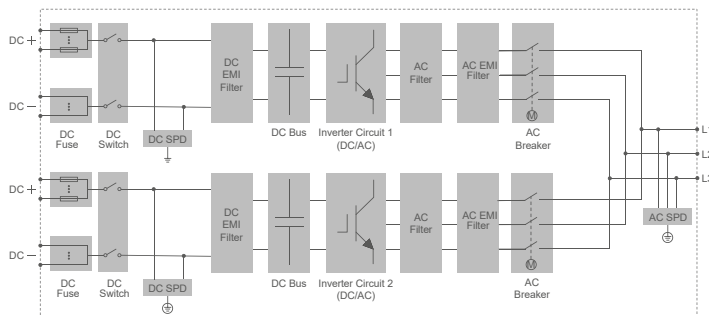 DC +
DC −
DC
Fuse
DC
Switch
DC SPD
DC
EMI
Filter
DC Bus
Inverter Circuit 1
(DC/AC)
AC
Filter
AC EMI
Filter
M
AC
Breaker
L1
L2
L3
AC SPD
DC +
DC −
DC
Fuse
DC
Switch
DC SPD
DC
EMI
Filter
DC Bus
Inverter Circuit 2
(DC/AC)
AC
Filter
AC EMI
Filter
M
AC
Breaker